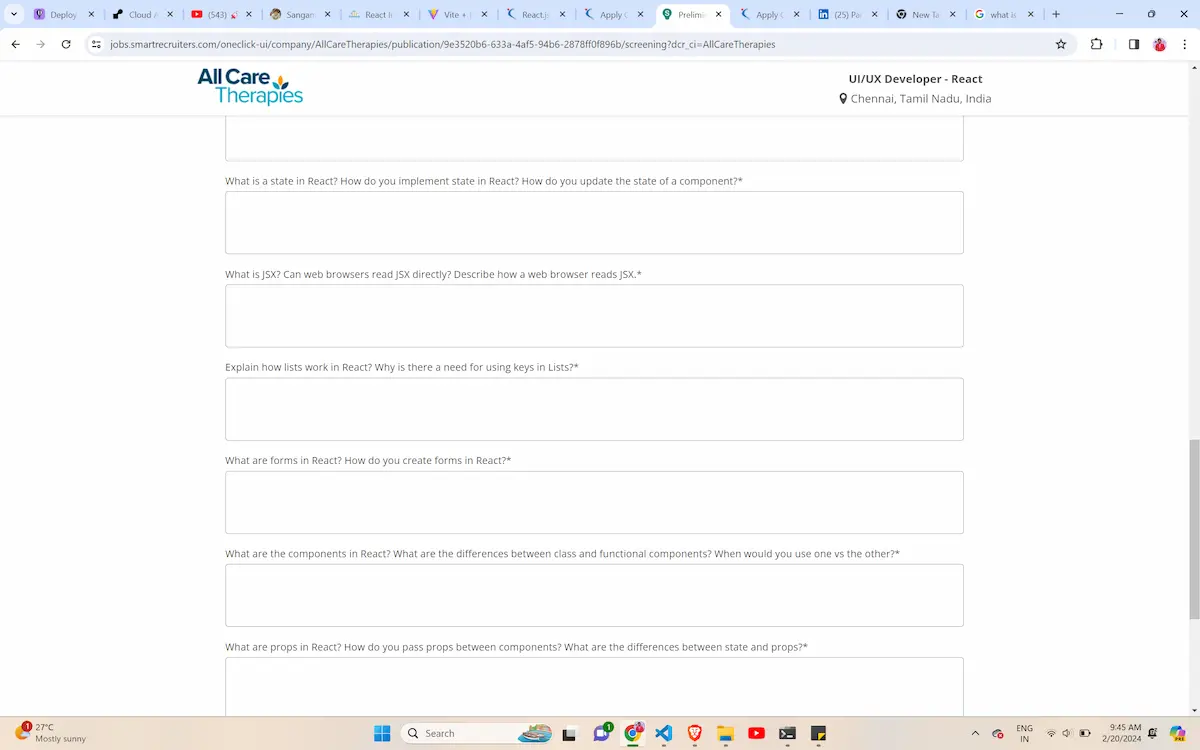 Deploy
Cloud A
(543)
Sangam
React In
Vite +
React.js
Apply C
Prelimi
Apply C
(25) Pa
New Ta
what is
jobs.smartrecruiters.com/oneclick-ui/company/AllCareTherapies/publication/9e3520b6-633a-4af5-94b6-2878ff0f896b/screening?dcr_ci=AllCareTherapies
All Care
Therapies
UI/UX Developer - React
Chennai, Tamil Nadu, India
What is a state in React? How do you implement state in React? How do you update the state of a component?*
What is JSX? Can web browsers read JSX directly? Describe how a web browser reads JSX.*
Explain how lists work in React? Why is there a need for using keys in Lists?*
What are forms in React? How do you create forms in React?*
What are the components in React? What are the differences between class and functional components? When would you use one vs the other?*
What are props in React? How do you pass props between components? What are the differences between state and props?*
1
27°C
Mostly sunny
Search
1
ENG
IN
9:45 AM
2/20/2024
PRE